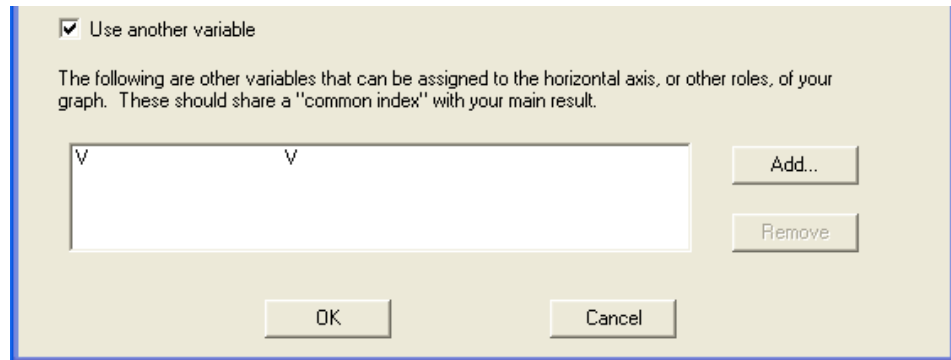 Use another variable
The following are other variables that can be assigned to the horizontal axis, or other roles, of your
graph. These should share a "common index" with your main result.
V V
Add...
Remove
OK Cancel